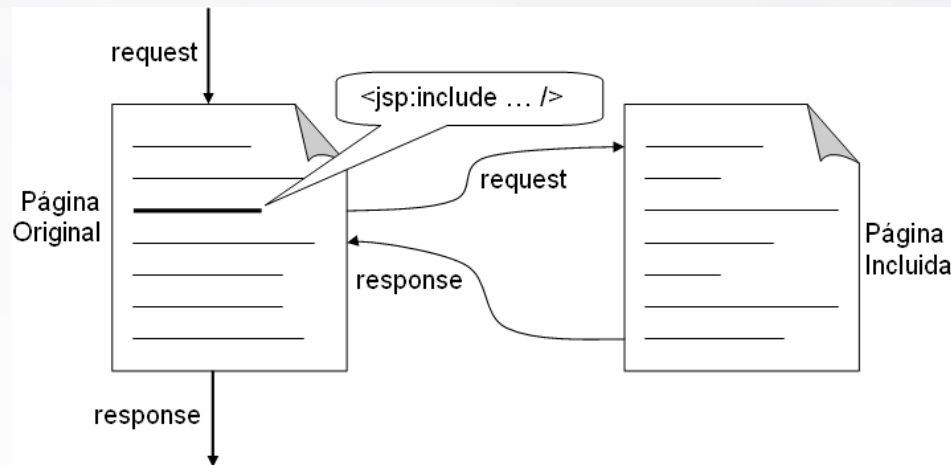 request
<jsp:include … />
request
Página
Original
Página
Incluida
response
response